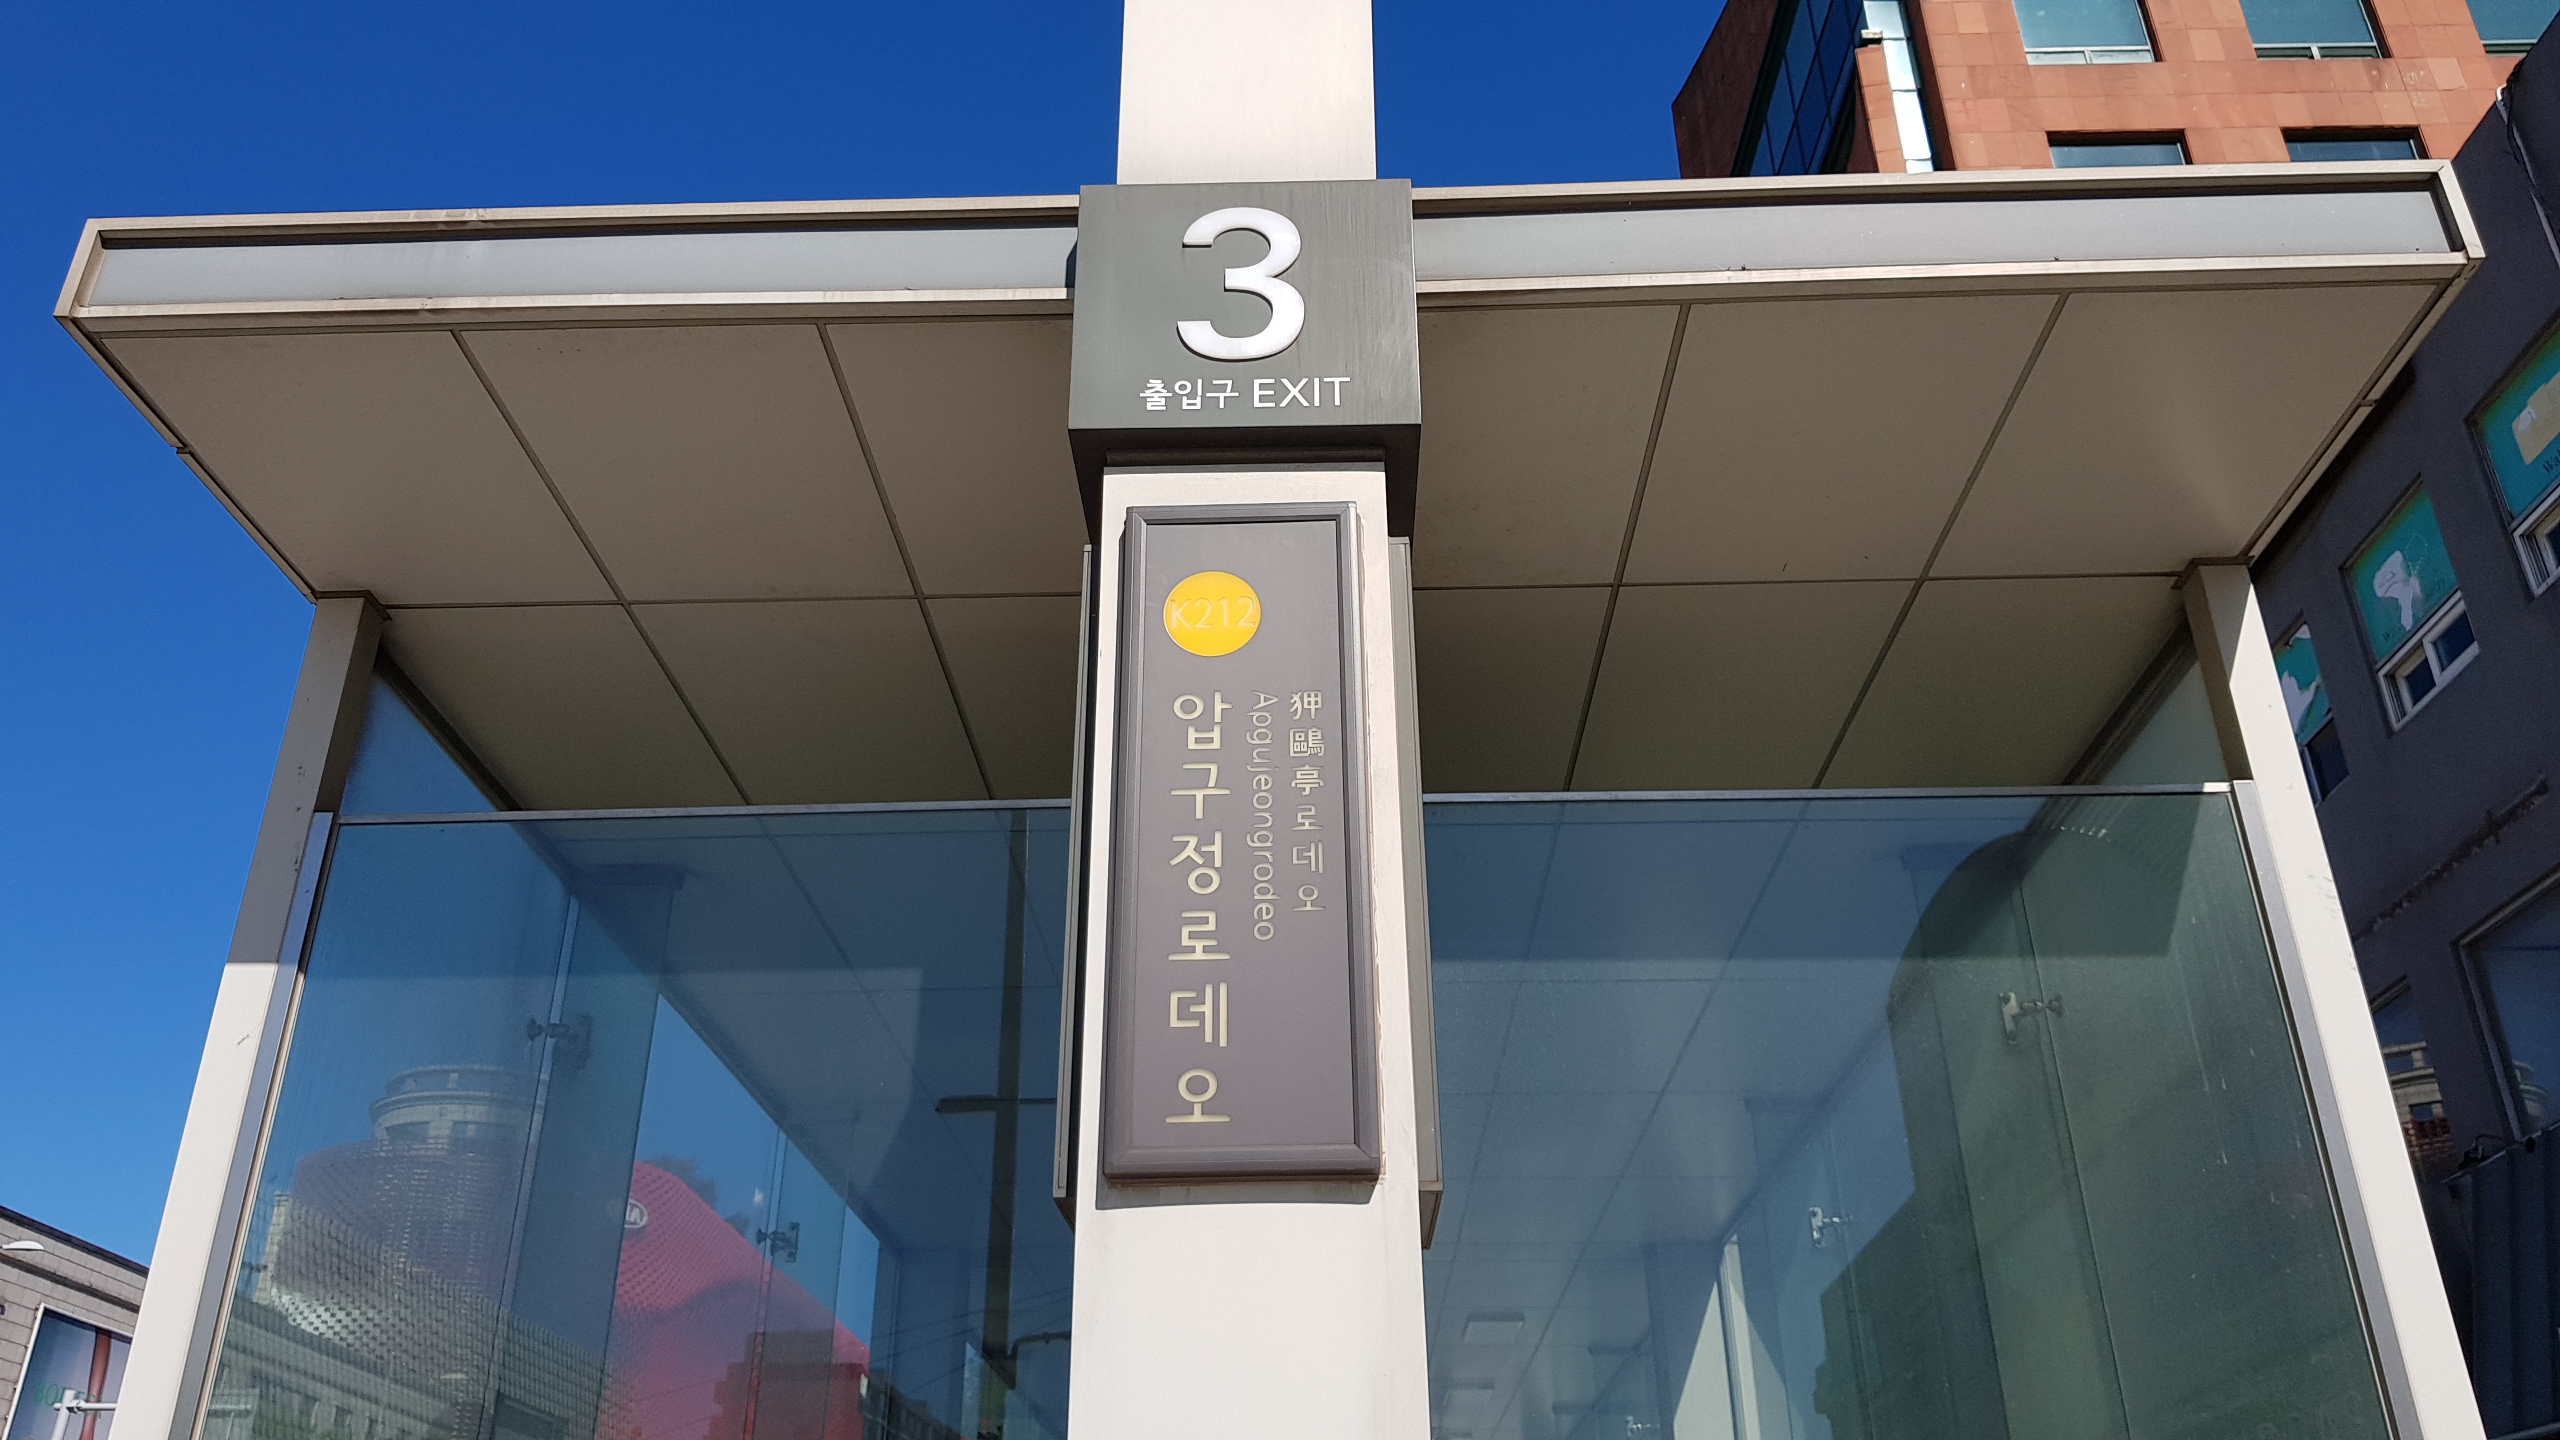 3
출입구 EXIT
K212
압구정로데오
Apgujeongrodeo
狎鷗亭로데오